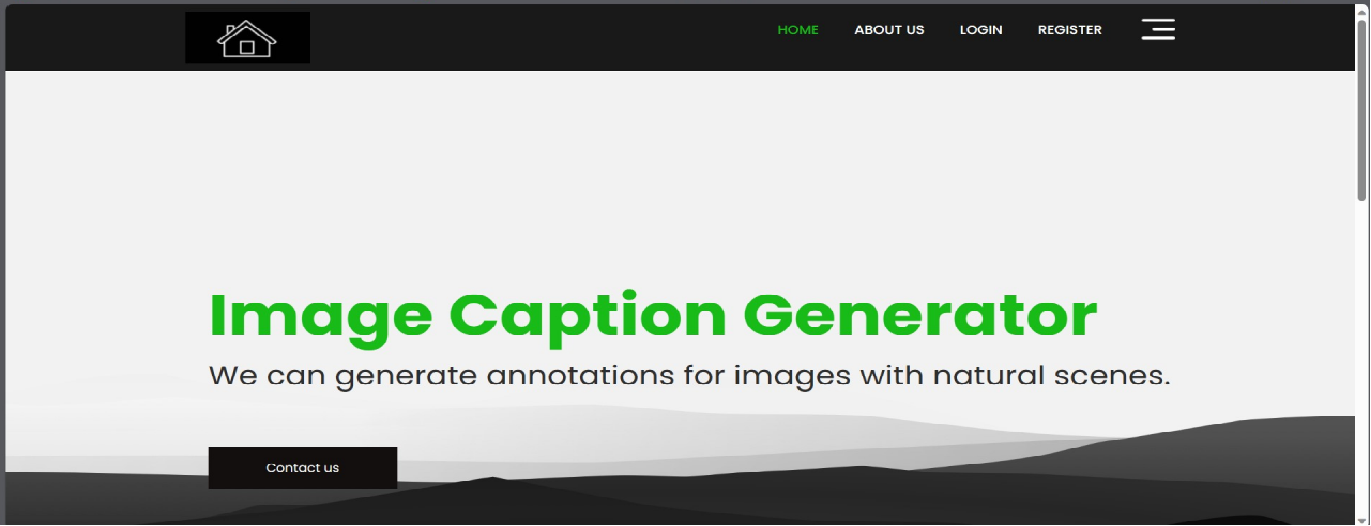 HOME ABOUT US LOGIN REGISTER
Image Caption Generator
We can generate annotations for images with natural scenes.
Contact us